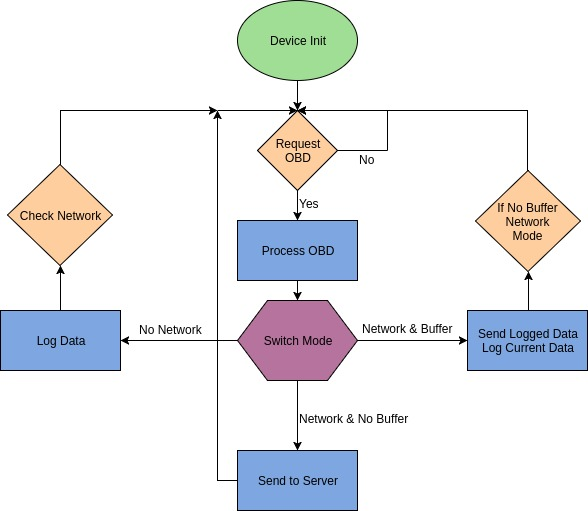 Device Init
Request
OBD
No
Yes
Check Network
If No Buffer
Network
Mode
Process OBD
No Network
Network & Buffer
Log Data
Switch Mode
Send Logged Data
Log Current Data
Network & No Buffer
Send to Server